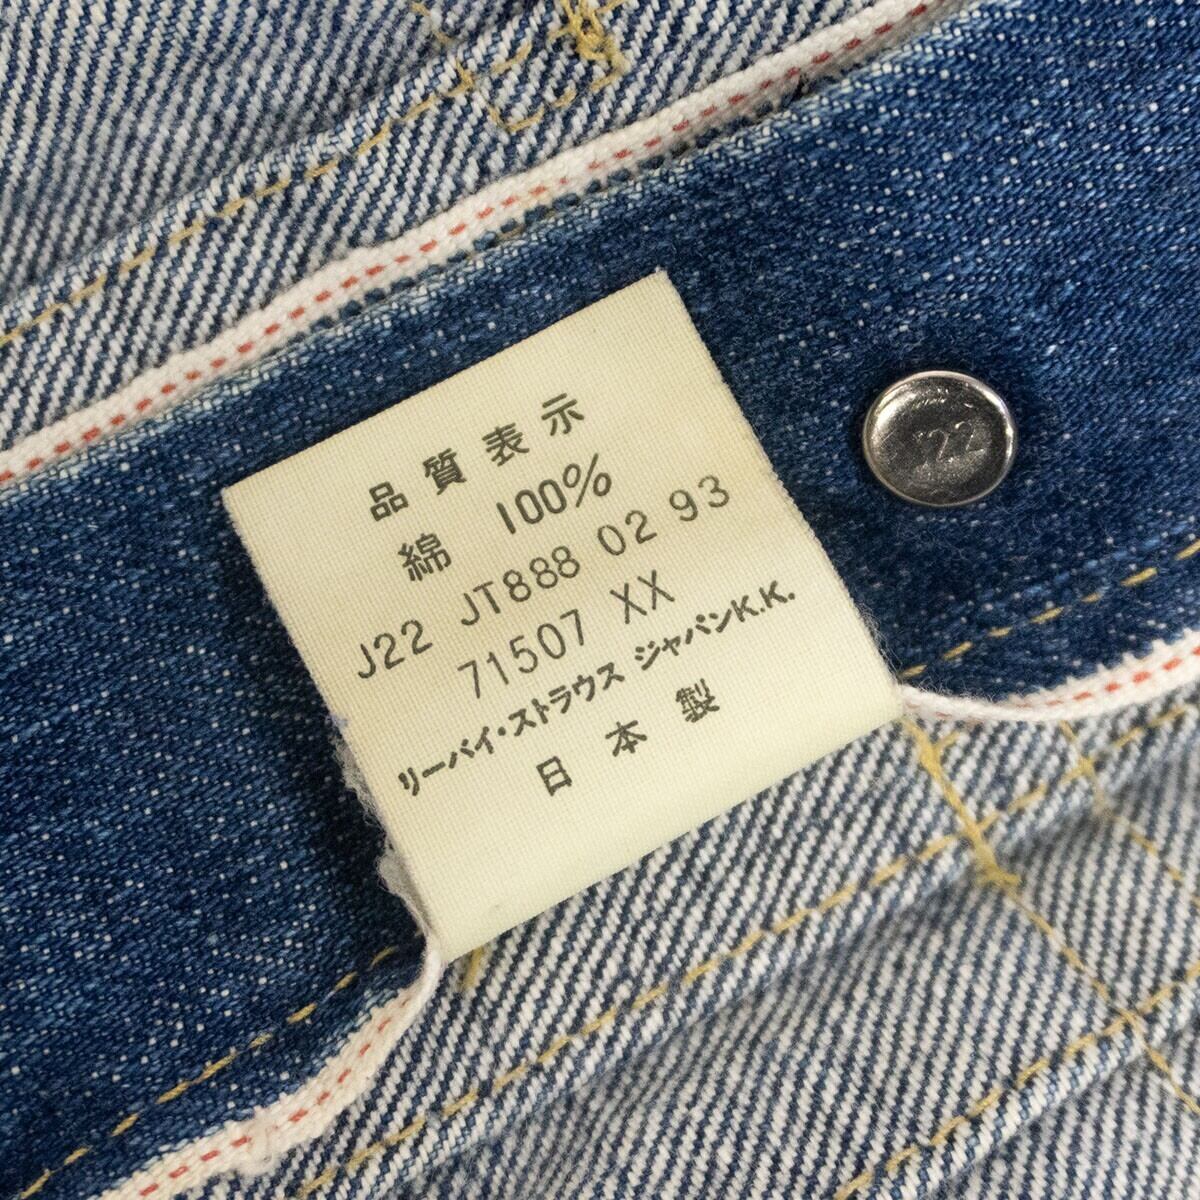 品質表示
綿 100%
J22 JT888 02 93
71507 XX
リーバイ・ストラウス ジャパンK.K.
日本製
J22